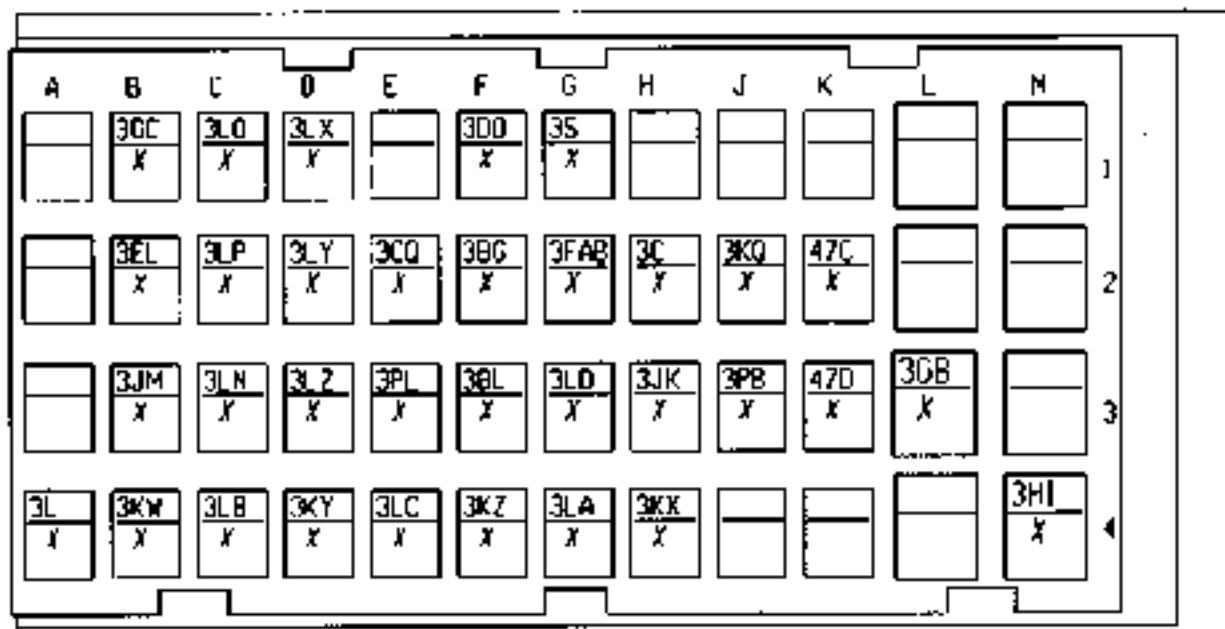 A B C D E F G H J K L M
3GC 3LO 3LX 3DD 3S
X X X X X
1
3EL 3LP 3LY 3CQ 3BG 3FAB 3C 3KQ 47C
X X X X X X X X X
2
3JM 3LN 3LZ 3PL 3BL 3LD 3JK 3PB 47D 3GB
X X X X X X X X X X
3
3L 3KW 3LB 3KY 3LC 3KZ 3LA 3KX 3HL
X X X X X X X X X
4